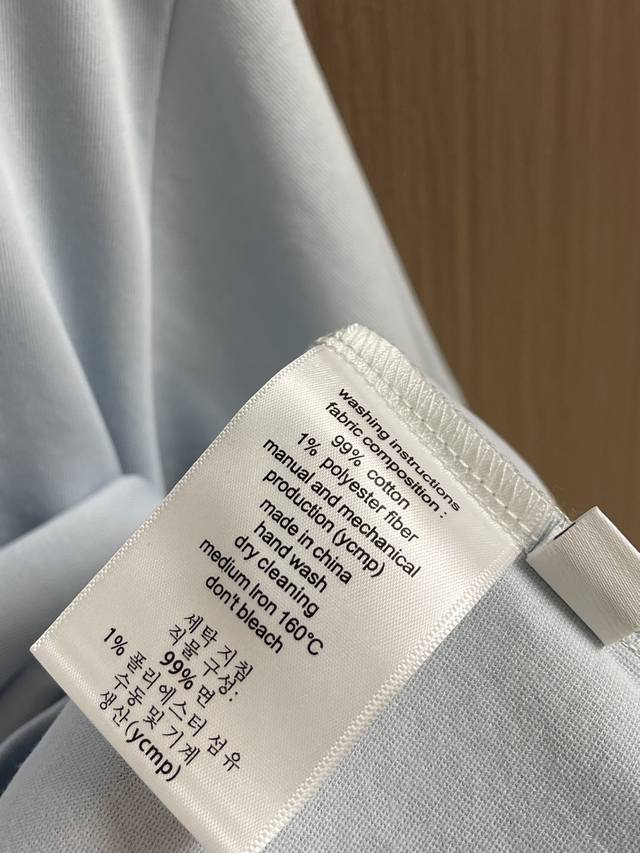 washing instructions
fabric composition :
99% cotton
1% polyester fiber
manual and mechanical
production (ycmp)
made in china
hand wash
dry cleaning
medium Iron 160°C
don't bleach
세탁 지침
직물 구성:
99% 면
1% 폴리에스터 섬유
수동 및 기계
생산(ycmp)